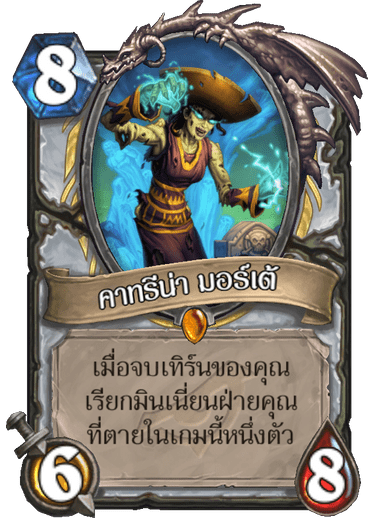 8
คาทรีน่า มอร์เต้
เมื่อจบเทิร์นของคุณ
เรียกมินเนี่ยนฝ่ายคุณ
ที่ตายในเกมนี้หนึ่งตัว
6
8